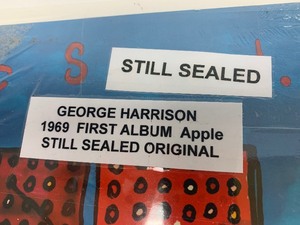 C S L.
STILL SEALED
GEORGE HARRISON
1969 FIRST ALBUM Apple
STILL SEALED ORIGINAL